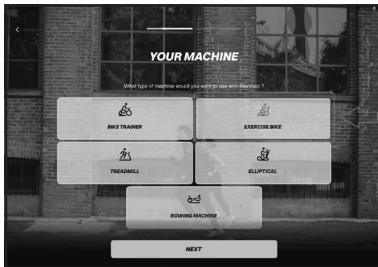 YOUR MACHINE
What type of machine would you want to use with Kinomap ?
BIKE TRAINER
EXERCISE BIKE
TREADMILL
ELLIPTICAL
ROWING MACHINE
NEXT